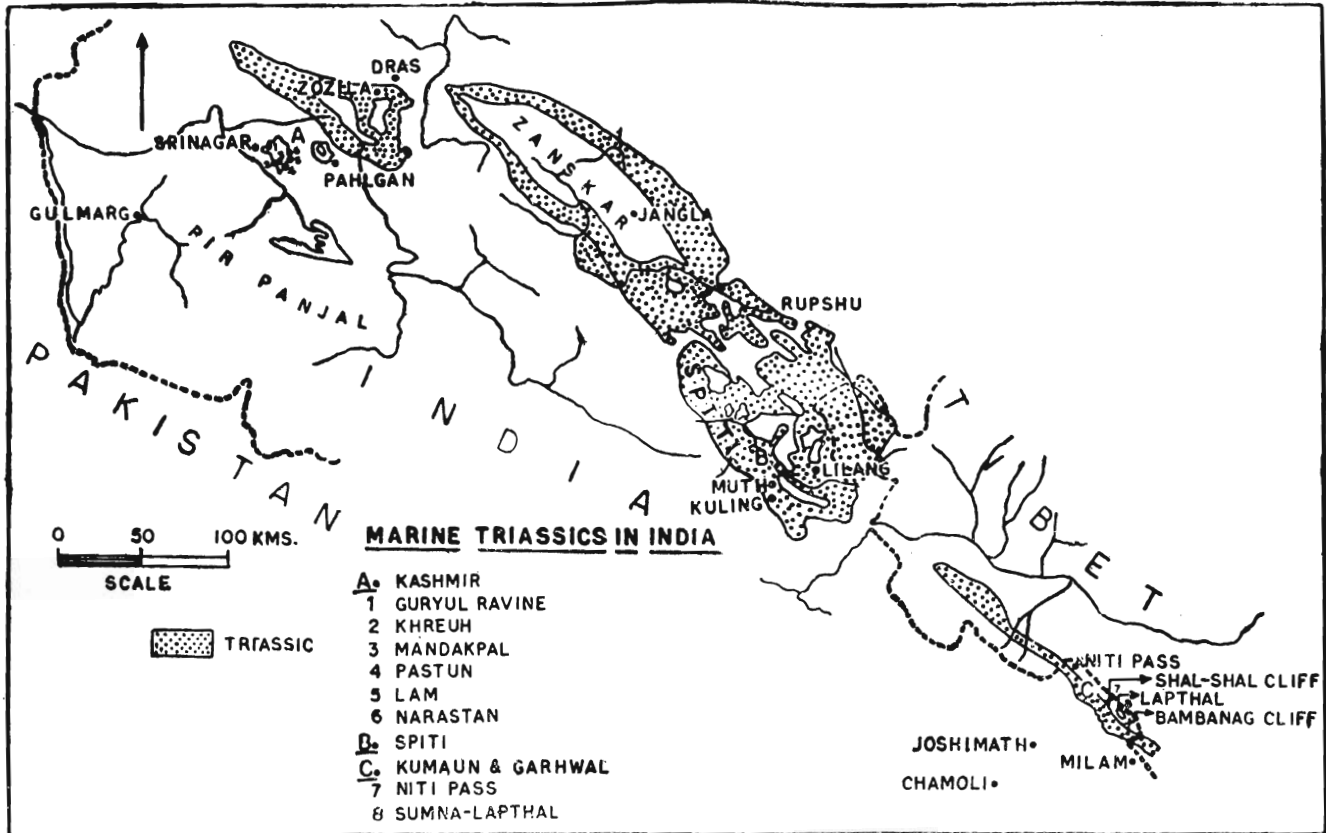 DRAS
ZOZILA
SRINAGAR
A
PAHLGAN
ZANSKAR
JANGLA
GULMARG
PIR PANJAL
RUPSHU
PAKISTAN
INDIA
SPITI
B
LILANG
MUTH
KULING
TIBET
0 50 100 KMS.
SCALE
TRIASSIC
MARINE TRIASSICS IN INDIA
A. KASHMIR
1 GURYUL RAVINE
2 KHREUH
3 MANDAKPAL
4 PASTUN
5 LAM
6 NARASTAN
B. SPITI
C. KUMAUN & GARHWAL
7 NITI PASS
8 SUMNA-LAPTHAL
NITI PASS
SHAL-SHAL CLIFF
C
7
LAPTHAL
8
BAMBANAG CLIFF
JOSHIMATH
MILAM
CHAMOLI